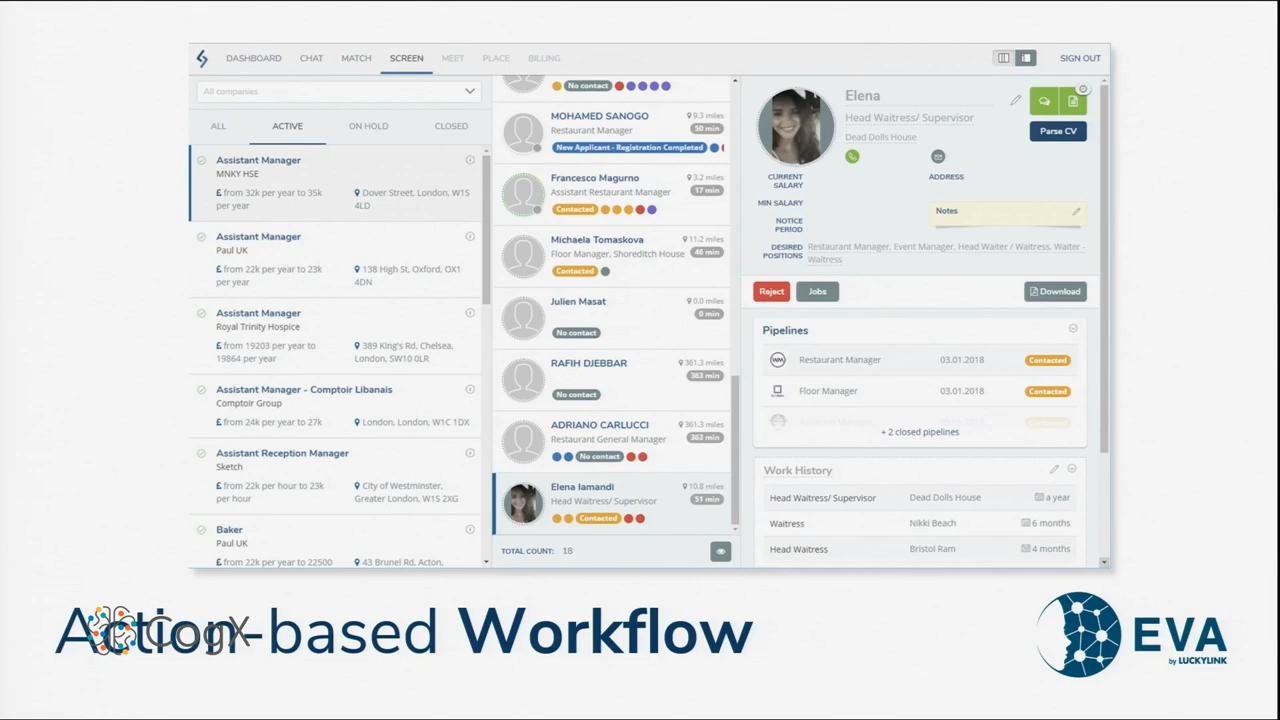 DASHBOARD CHAT MATCH SCREEN MEET PLACE BILLING SIGN OUT
All companies
ALL ACTIVE ON HOLD CLOSED
Assistant Manager
MNKY HSE
£ from 32k per year to 35k
per year
Dover Street, London, W1S
4LD
Assistant Manager
Paul UK
£ from 22k per year to 23k
per year
138 High St, Oxford, OX1
4DN
Assistant Manager
Royal Trinity Hospice
£ from 19203 per year to
19864 per year
389 King's Rd, Chelsea,
London, SW10 0LR
Assistant Manager - Comptoir Libanais
Comptoir Group
£ from 24k per year to 27k
London, London, W1C 1DX
Assistant Reception Manager
Sketch
£ from 22k per hour to 23k
per hour
City of Westminster,
Greater London, W1S 2XG
Baker
Paul UK
£ from 22k per year to 22500
43 Brunel Rd, Acton,
No contact
MOHAMED SANOGO 9.3 miles
Restaurant Manager 50 min
New Applicant - Registration Completed
Francesco Magurno 3.2 miles
Assistant Restaurant Manager 17 min
Contacted
Michaela Tomaskova 11.2 miles
Floor Manager, Shoreditch House 46 min
Contacted
Julien Masat 0.0 miles
0 min
No contact
RAFIH DJEBBAR 361.3 miles
363 min
No contact
ADRIANO CARLUCCI 361.3 miles
Restaurant General Manager 363 min
No contact
Elena Iamandi 10.8 miles
Head Waitress/ Supervisor 51 min
Contacted
TOTAL COUNT: 18
Elena
Head Waitress/ Supervisor
Dead Dolls House
Parse CV
CURRENT
SALARY
ADDRESS
MIN SALARY
Notes
NOTICE
PERIOD
DESIRED
POSITIONS
Restaurant Manager, Event Manager, Head Waiter / Waitress, Waiter -
Waitress
Reject Jobs Download
Pipelines
Restaurant Manager 03.01.2018 Contacted
Floor Manager 03.01.2018 Contacted
+ 2 closed pipelines
Work History
Head Waitress/ Supervisor Dead Dolls House a year
Waitress Nikki Beach 6 months
Head Waitress Bristol Ram 4 months
Action-based Workflow
CogX
EVA
by LUCKYLINK